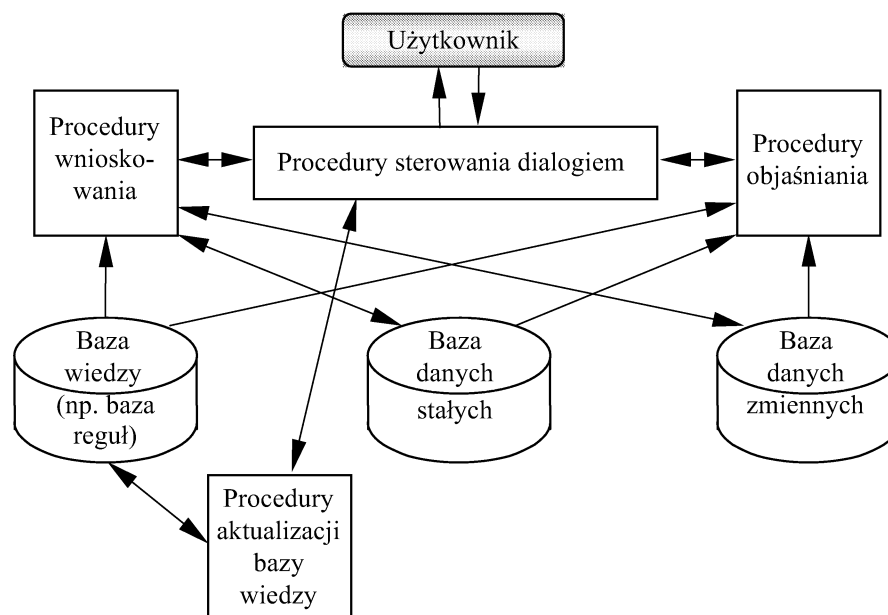 Użytkownik
Procedury
wniosko-
wania
Procedury sterowania dialogiem
Procedury
objaśniania
Baza
wiedzy
(np. baza
reguł)
Baza
danych
stałych
Baza
danych
zmiennych
Procedury
aktualizacji
bazy
wiedzy